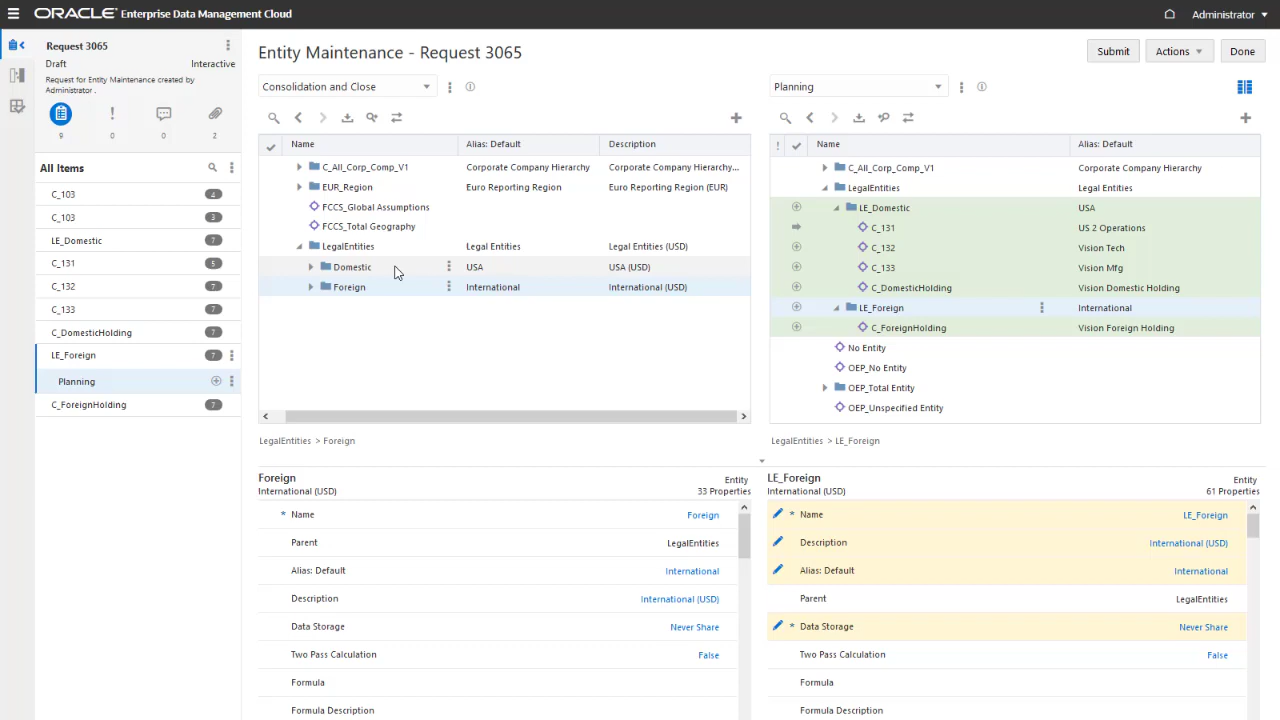 ORACLE® Enterprise Data Management Cloud
Administrator
Request 3065
Draft Interactive
Request for Entity Maintenance created by
Administrator .
9 0 0 2
All Items
C_103 4
C_103 3
LE_Domestic 7
C_131 5
C_132 7
C_133 7
C_DomesticHolding 7
LE_Foreign 7
Planning
C_ForeignHolding 7
Entity Maintenance - Request 3065
Submit Actions Done
Consolidation and Close
Name Alias: Default Description
C_All_Corp_Comp_V1 Corporate Company Hierarchy Corporate Company Hierarchy...
EUR_Region Euro Reporting Region Euro Reporting Region (EUR)
FCCS_Global Assumptions
FCCS_Total Geography
LegalEntities Legal Entities Legal Entities (USD)
Domestic USA USA (USD)
Foreign International International (USD)
LegalEntities > Foreign
Planning
! Name Alias: Default
C_All_Corp_Comp_V1 Corporate Company Hierarchy
LegalEntities Legal Entities
LE_Domestic USA
C_131 US 2 Operations
C_132 Vision Tech
C_133 Vision Mfg
C_DomesticHolding Vision Domestic Holding
LE_Foreign International
C_ForeignHolding Vision Foreign Holding
No Entity
OEP_No Entity
OEP_Total Entity
OEP_Unspecified Entity
LegalEntities > LE_Foreign
Foreign Entity
International (USD) 33 Properties
* Name Foreign
Parent LegalEntities
Alias: Default International
Description International (USD)
Data Storage Never Share
Two Pass Calculation False
Formula
Formula Description
LE_Foreign Entity
International (USD) 61 Properties
* Name LE_Foreign
Description International (USD)
Alias: Default International
Parent LegalEntities
* Data Storage Never Share
Two Pass Calculation False
Formula
Formula Description